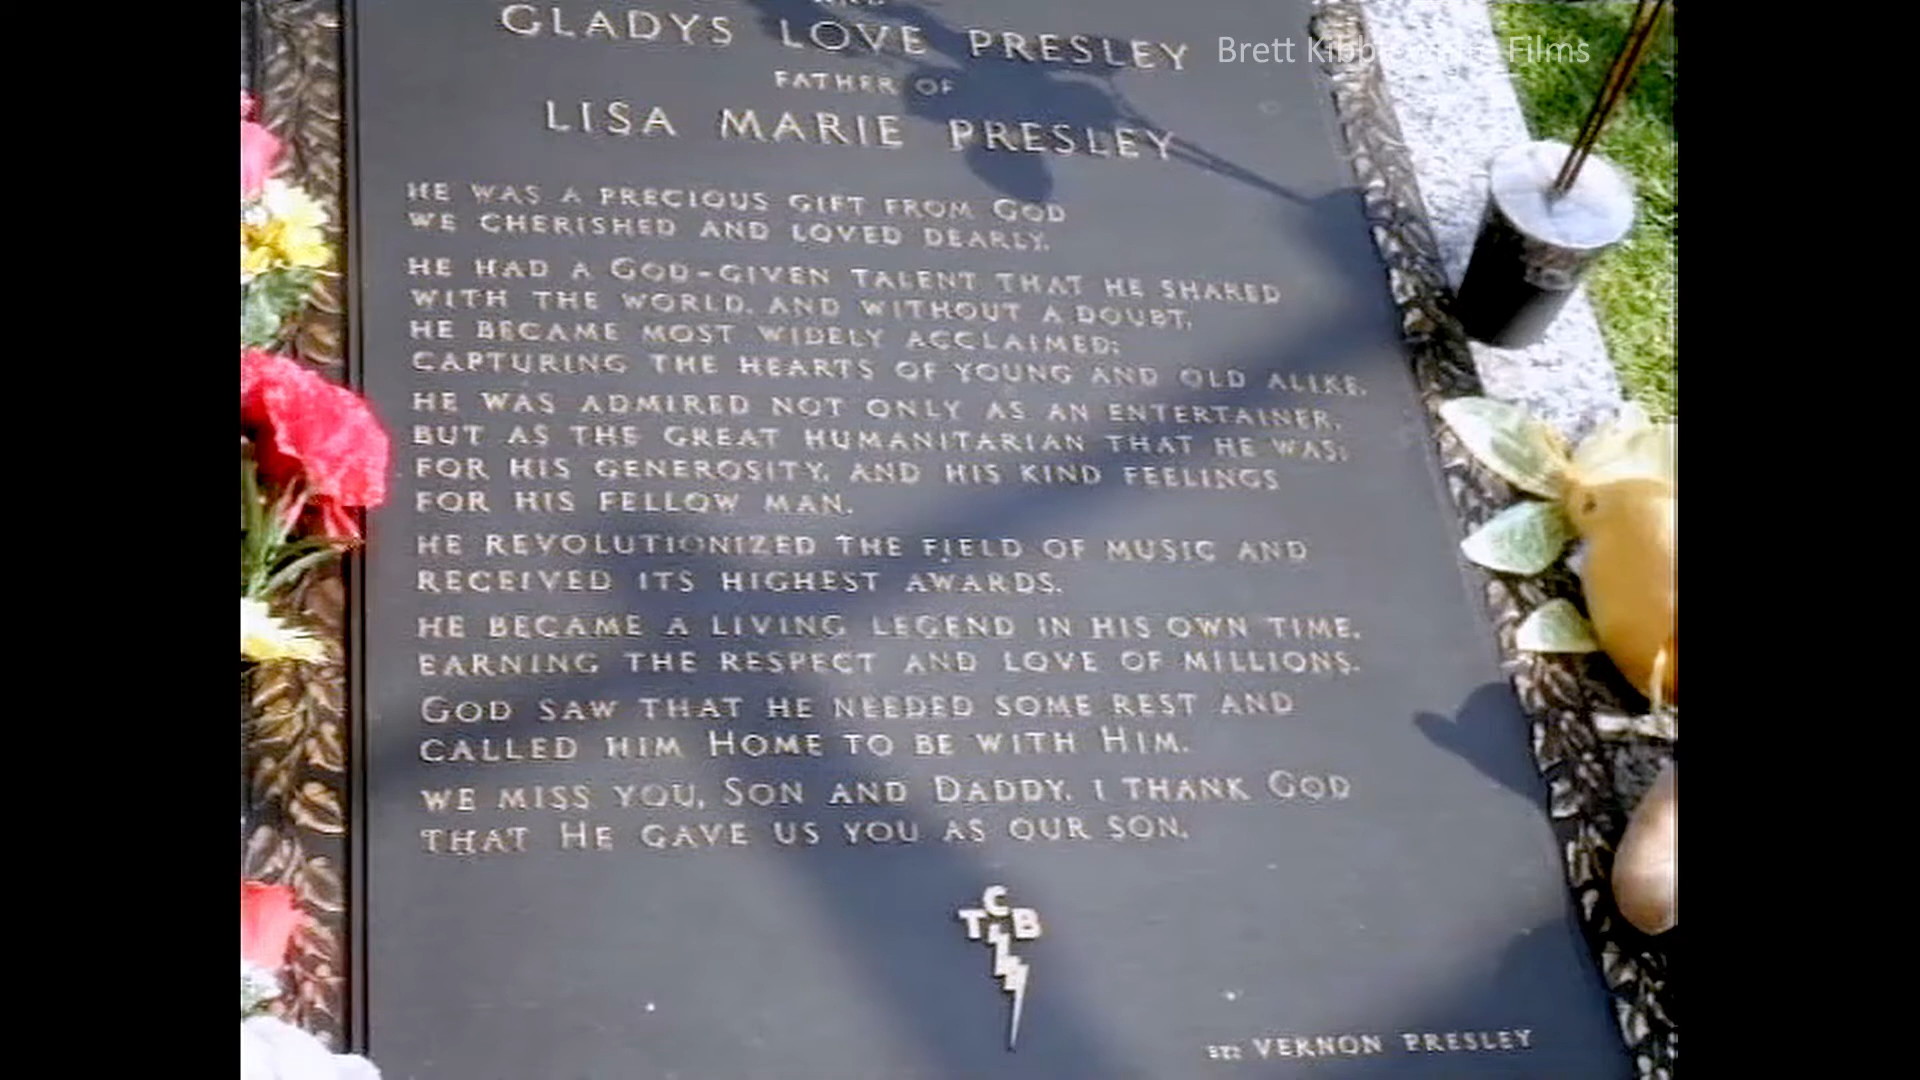 GLADYS LOVE PRESLEY
Brett Films
FATHER OF
LISA MARIE PRESLEY
HE WAS A PRECIOUS GIFT FROM GOD
WE CHERISHED AND LOVED DEARLY.
HE HAD A GOD-GIVEN TALENT THAT HE SHARED
WITH THE WORLD. AND WITHOUT A DOUBT,
HE BECAME MOST WIDELY ACCLAIMED;
CAPTURING THE HEARTS OF YOUNG AND OLD ALIKE.
HE WAS ADMIRED NOT ONLY AS AN ENTERTAINER,
BUT AS THE GREAT HUMANITARIAN THAT HE WAS;
FOR HIS GENEROSITY, AND HIS KIND FEELINGS
FOR HIS FELLOW MAN.
HE REVOLUTIONIZED THE FIELD OF MUSIC AND
RECEIVED ITS HIGHEST AWARDS.
HE BECAME A LIVING LEGEND IN HIS OWN TIME,
EARNING THE RESPECT AND LOVE OF MILLIONS.
GOD SAW THAT HE NEEDED SOME REST AND
CALLED HIM HOME TO BE WITH HIM.
WE MISS YOU, SON AND DADDY. I THANK GOD
THAT HE GAVE US YOU AS OUR SON.
TCB
BY: VERNON PRESLEY